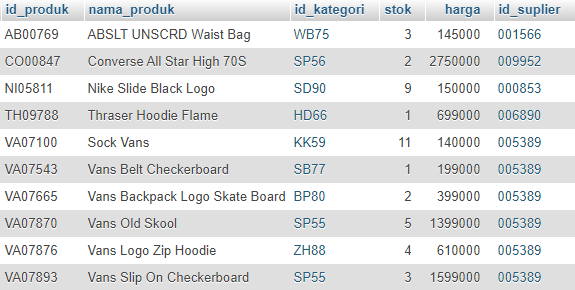 id_produk nama_produk id_kategori stok harga id_suplier
AB00769 ABSLT UNSCRD Waist Bag WB75 3 145000 001566
CO00847 Converse All Star High 70S SP56 2 2750000 009952
NI05811 Nike Slide Black Logo SD90 9 150000 000853
TH09788 Thraser Hoodie Flame HD66 1 699000 006890
VA07100 Sock Vans KK59 11 140000 005389
VA07543 Vans Belt Checkerboard SB77 1 199000 005389
VA07665 Vans Backpack Logo Skate Board BP80 2 399000 005389
VA07870 Vans Old Skool SP55 5 1399000 005389
VA07876 Vans Logo Zip Hoodie ZH88 4 610000 005389
VA07893 Vans Slip On Checkerboard SP55 3 1599000 005389